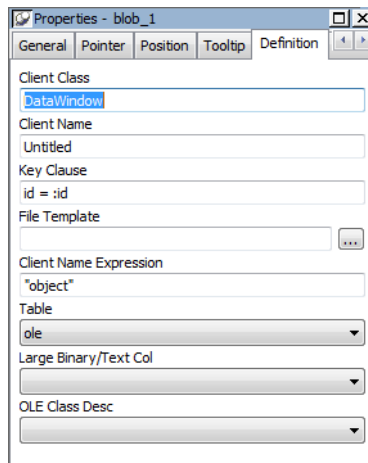 Properties - blob_1
General Pointer Position Tooltip Definition
Client Class
DataWindow
Client Name
Untitled
Key Clause
id = :id
File Template
...
Client Name Expression
"object"
Table
ole
Large Binary/Text Col
OLE Class Desc